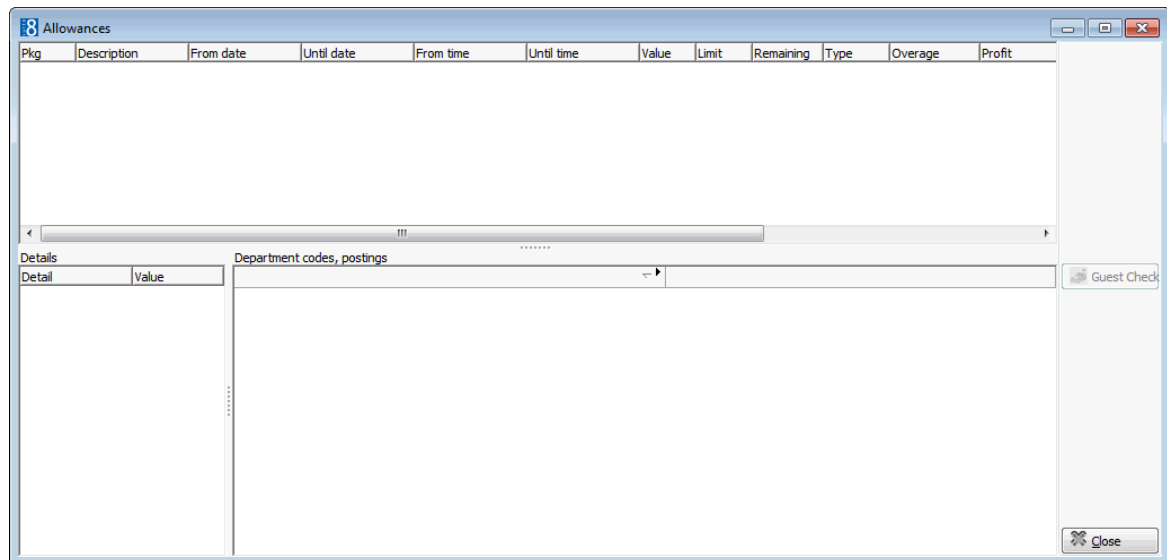 8 Allowances
Pkg Description From date Until date From time Until time Value Limit Remaining Type Overage Profit
Details Department codes, postings
Detail Value
Guest Check
Close